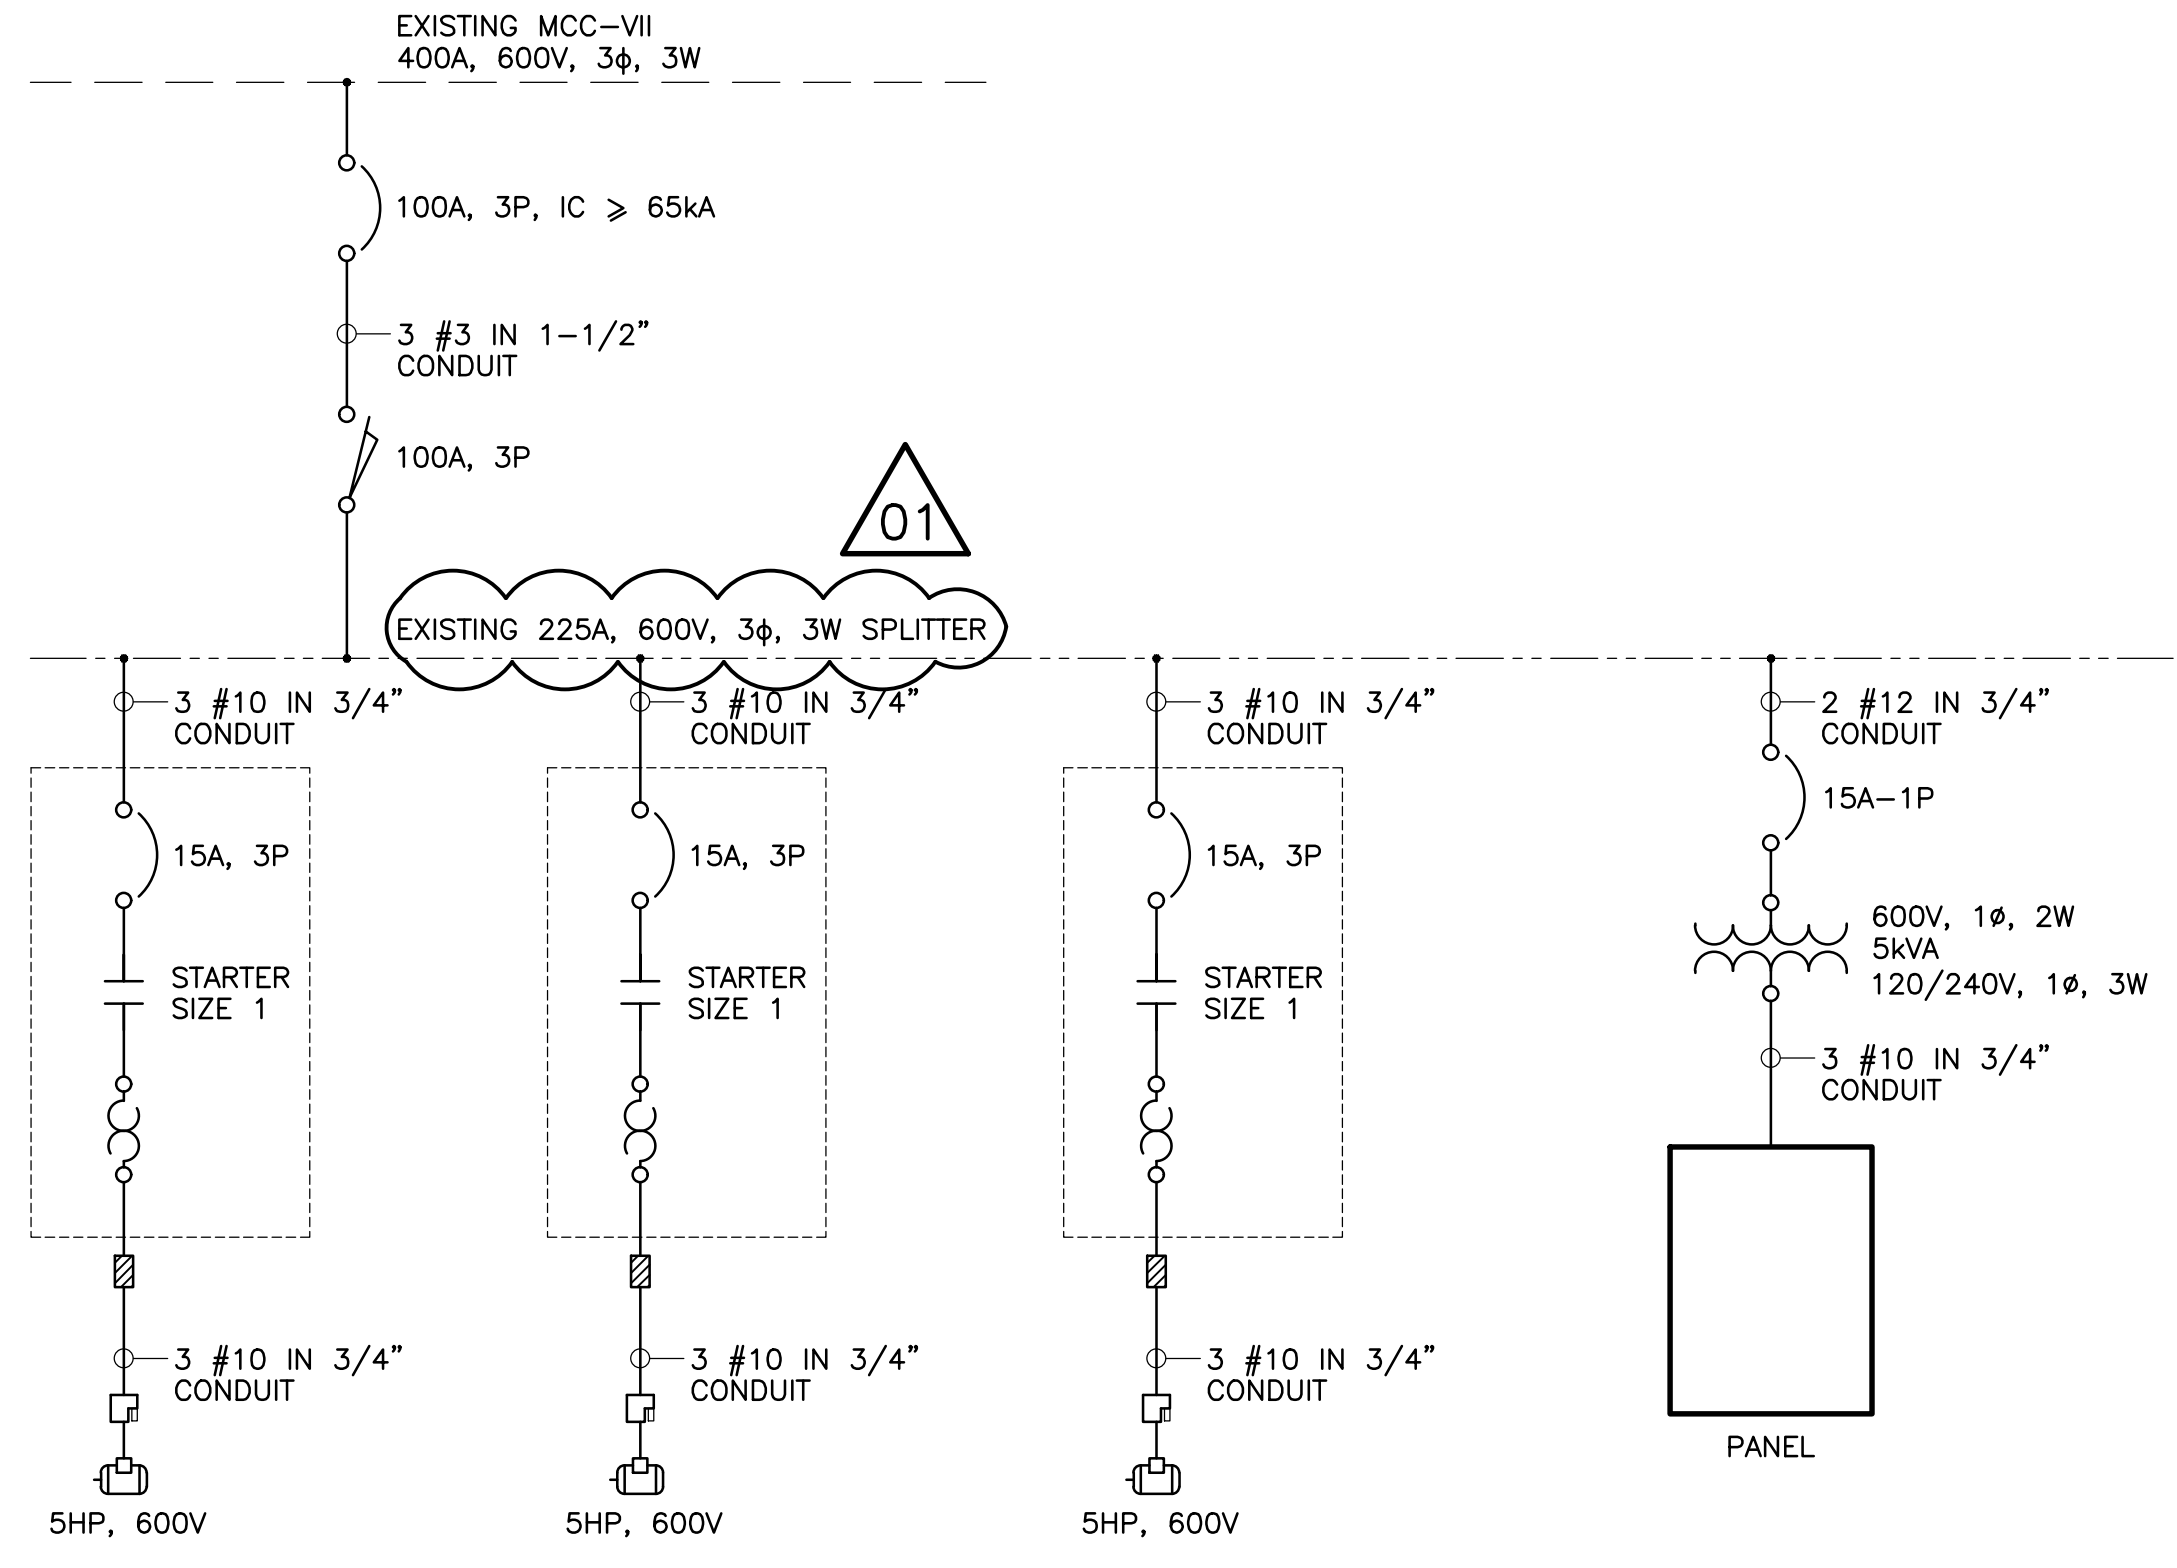 EXISTING MCC-VII
400A, 600V, 3ϕ, 3W
100A, 3P, IC ⩾ 65kA
3 #3 IN 1-1/2”
CONDUIT
100A, 3P
01
EXISTING 225A, 600V, 3ϕ, 3W SPLITTER
3 #10 IN 3/4”
CONDUIT
15A, 3P
STARTER
SIZE 1
3 #10 IN 3/4”
CONDUIT
5HP, 600V
3 #10 IN 3/4”
CONDUIT
15A, 3P
STARTER
SIZE 1
3 #10 IN 3/4”
CONDUIT
5HP, 600V
3 #10 IN 3/4”
CONDUIT
15A, 3P
STARTER
SIZE 1
3 #10 IN 3/4”
CONDUIT
5HP, 600V
2 #12 IN 3/4”
CONDUIT
15A-1P
600V, 1ø, 2W
5kVA
120/240V, 1ø, 3W
3 #10 IN 3/4”
CONDUIT
PANEL